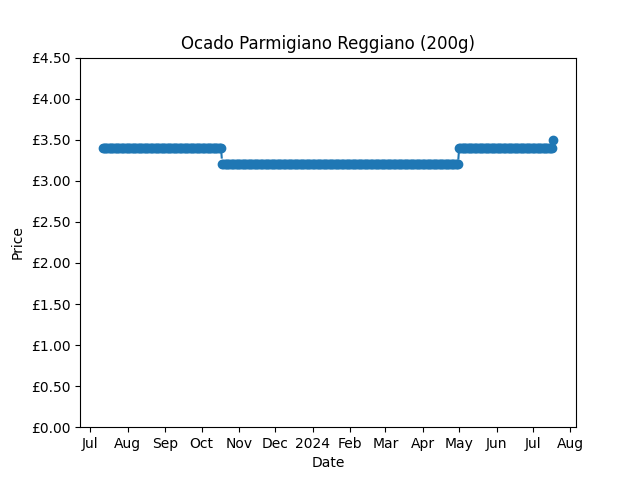 Ocado Parmigiano Reggiano (200g)
£4.50
£4.00
£3.50
£3.00
£2.50
£2.00
£1.50
£1.00
£0.50
£0.00
Price
Jul Aug Sep Oct Nov Dec 2024 Feb Mar Apr May Jun Jul Aug
Date